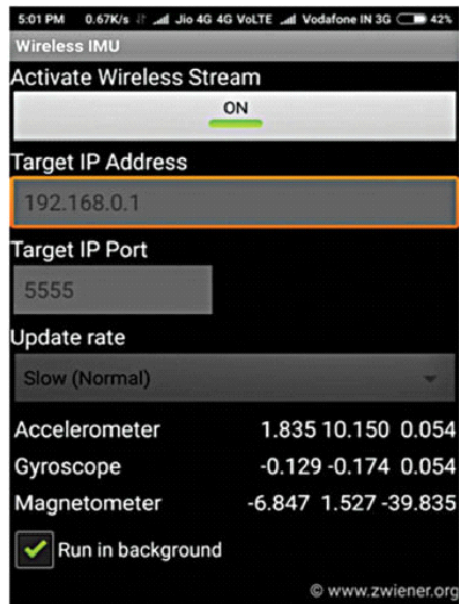 5:01 PM 0.67K/s Jio 4G 4G VoLTE Vodafone IN 3G 42%
Wireless IMU
Activate Wireless Stream
ON
Target IP Address
192.168.0.1
Target IP Port
5555
Update rate
Slow (Normal)
Accelerometer 1.835 10.150 0.054
Gyroscope -0.129 -0.174 0.054
Magnetometer -6.847 1.527 -39.835
Run in background
© www.zwiener.org